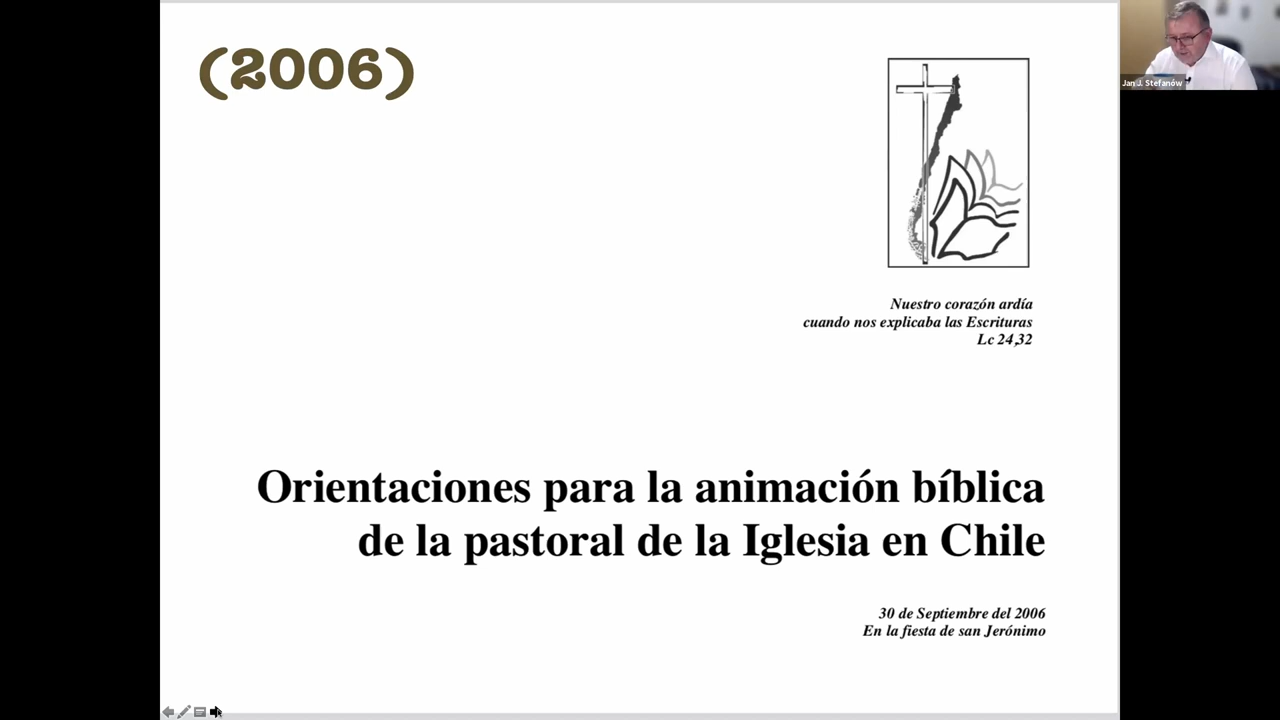 (2006)
Jan J. Stefanów
Nuestro corazón ardía
cuando nos explicaba las Escrituras
Lc 24,32
Orientaciones para la animación bíblica
de la pastoral de la Iglesia en Chile
30 de Septiembre del 2006
En la fiesta de san Jerónimo